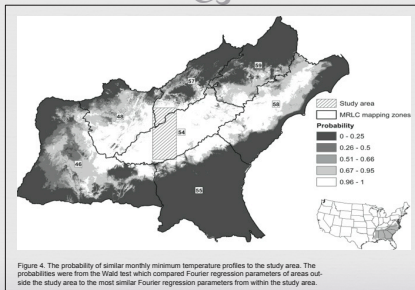 59
57
Study area
MRLC mapping zones
Probability
0 - 0.25
0.26 - 0.5
0.51 - 0.66
0.67 - 0.95
0.96 - 1
58
48
54
46
55
Figure 4. The probability of similar monthly minimum temperature profiles to the study area. The
probabilities were from the Wald test which compared Fourier regression parameters of areas out-
side the study area to the most similar Fourier regression parameters from within the study area.